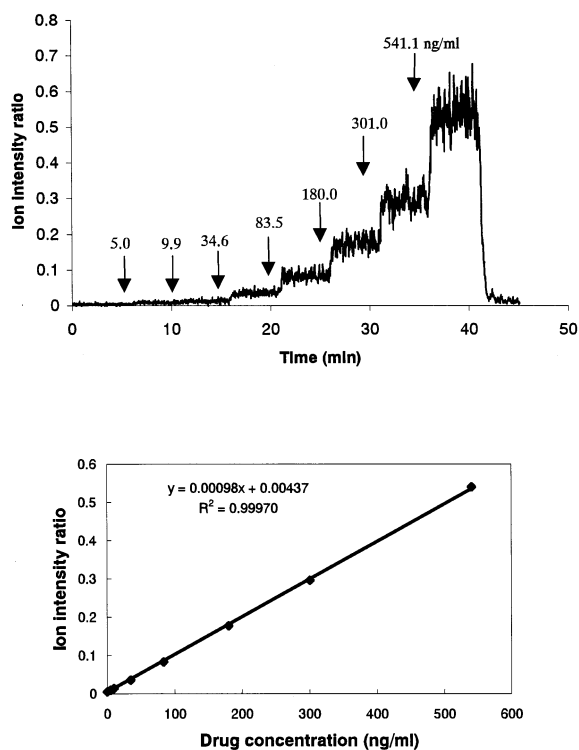 0.8
541.1 ng/ml
0.7
0.6
301.0
0.5
0.4
180.0
0.3
83.5
34.6
5.0
9.9
0.2
0.1
0
Ion intensity ratio
0 10 20 30 40 50
Time (min)
0.6
y = 0.00098x + 0.00437
R² = 0.99970
0.5
0.4
0.3
0.2
0.1
0
Ion intensity ratio
0 100 200 300 400 500 600
Drug concentration (ng/ml)